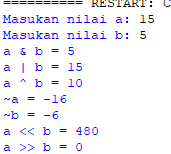 ========== RESTART: C
Masukan nilai a: 15
Masukan nilai b: 5
a & b = 5
a | b = 15
a ^ b = 10
~a = -16
~b = -6
a << b = 480
a >> b = 0